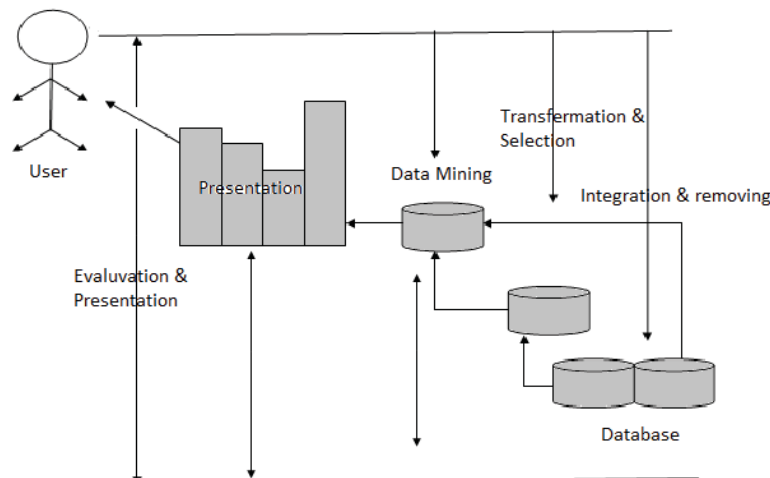 User
Presentation
Data Mining
Transfermation &
Selection
Integration & removing
Evaluvation &
Presentation
Database